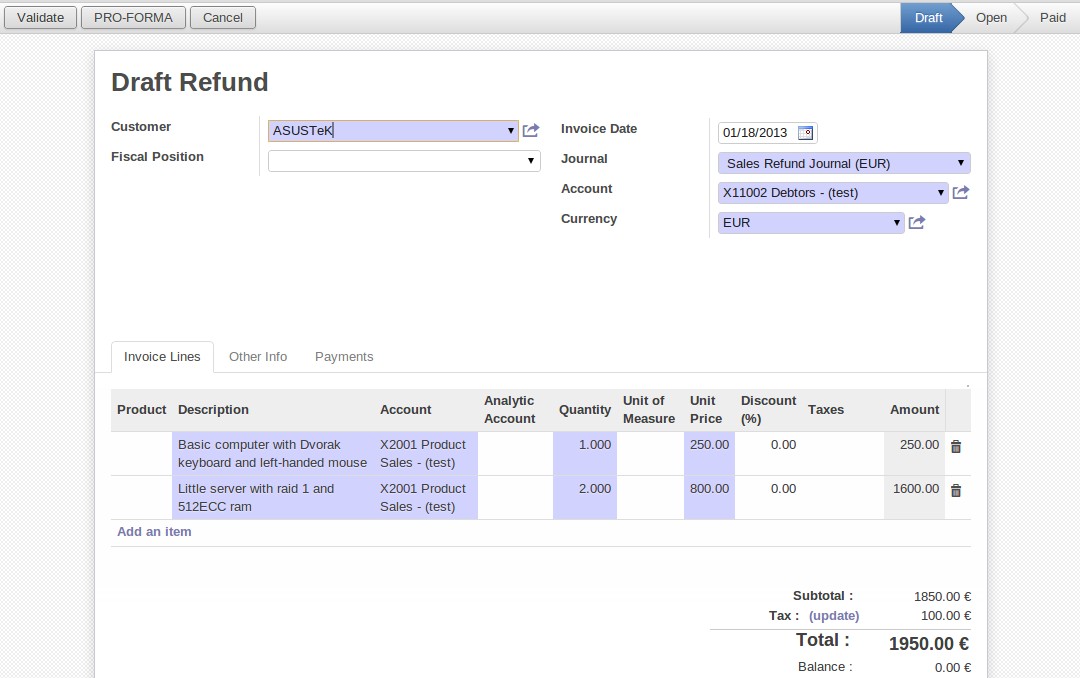 Validate PRO-FORMA Cancel Draft Open Paid
Draft Refund
Customer ASUSTeK
Fiscal Position
Invoice Date 01/18/2013
Journal Sales Refund Journal (EUR)
Account X11002 Debtors - (test)
Currency EUR
Invoice Lines Other Info Payments
Product Description Account Analytic Account Quantity Unit of Measure Unit Price Discount (%) Taxes Amount
Basic computer with Dvorak X2001 Product 1.000 250.00 0.00 250.00
keyboard and left-handed mouse Sales - (test)
Little server with raid 1 and X2001 Product 2.000 800.00 0.00 1600.00
512ECC ram Sales - (test)
Add an item
Subtotal : 1850.00 €
Tax : (update) 100.00 €
Total : 1950.00 €
Balance : 0.00 €